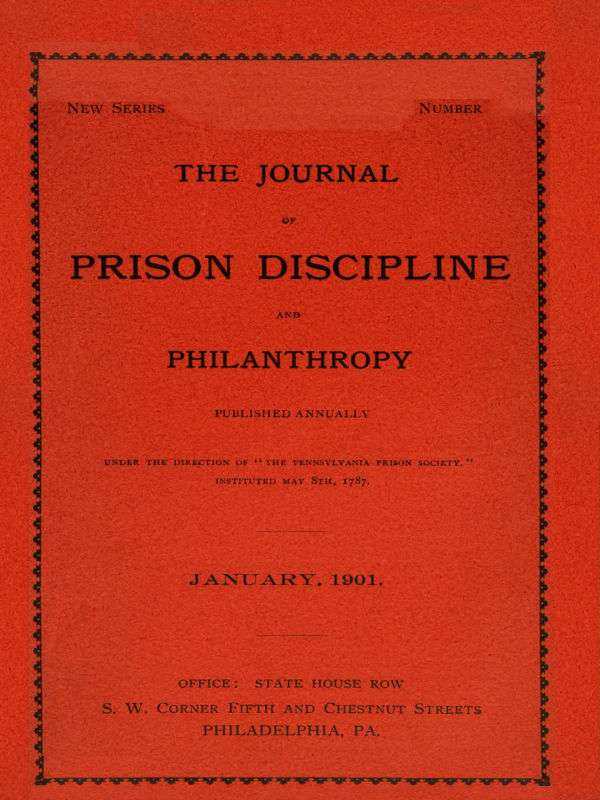 New Series Number
THE JOURNAL
OF
PRISON DISCIPLINE
AND
PHILANTHROPY
PUBLISHED ANNUALLY
UNDER THE DIRECTION OF "THE PENNSYLVANIA PRISON SOCIETY,"
INSTITUTED MAY 8TH, 1787.
JANUARY, 1901.
OFFICE: STATE HOUSE ROW
S. W. Corner Fifth and Chestnut Streets
PHILADELPHIA, PA.